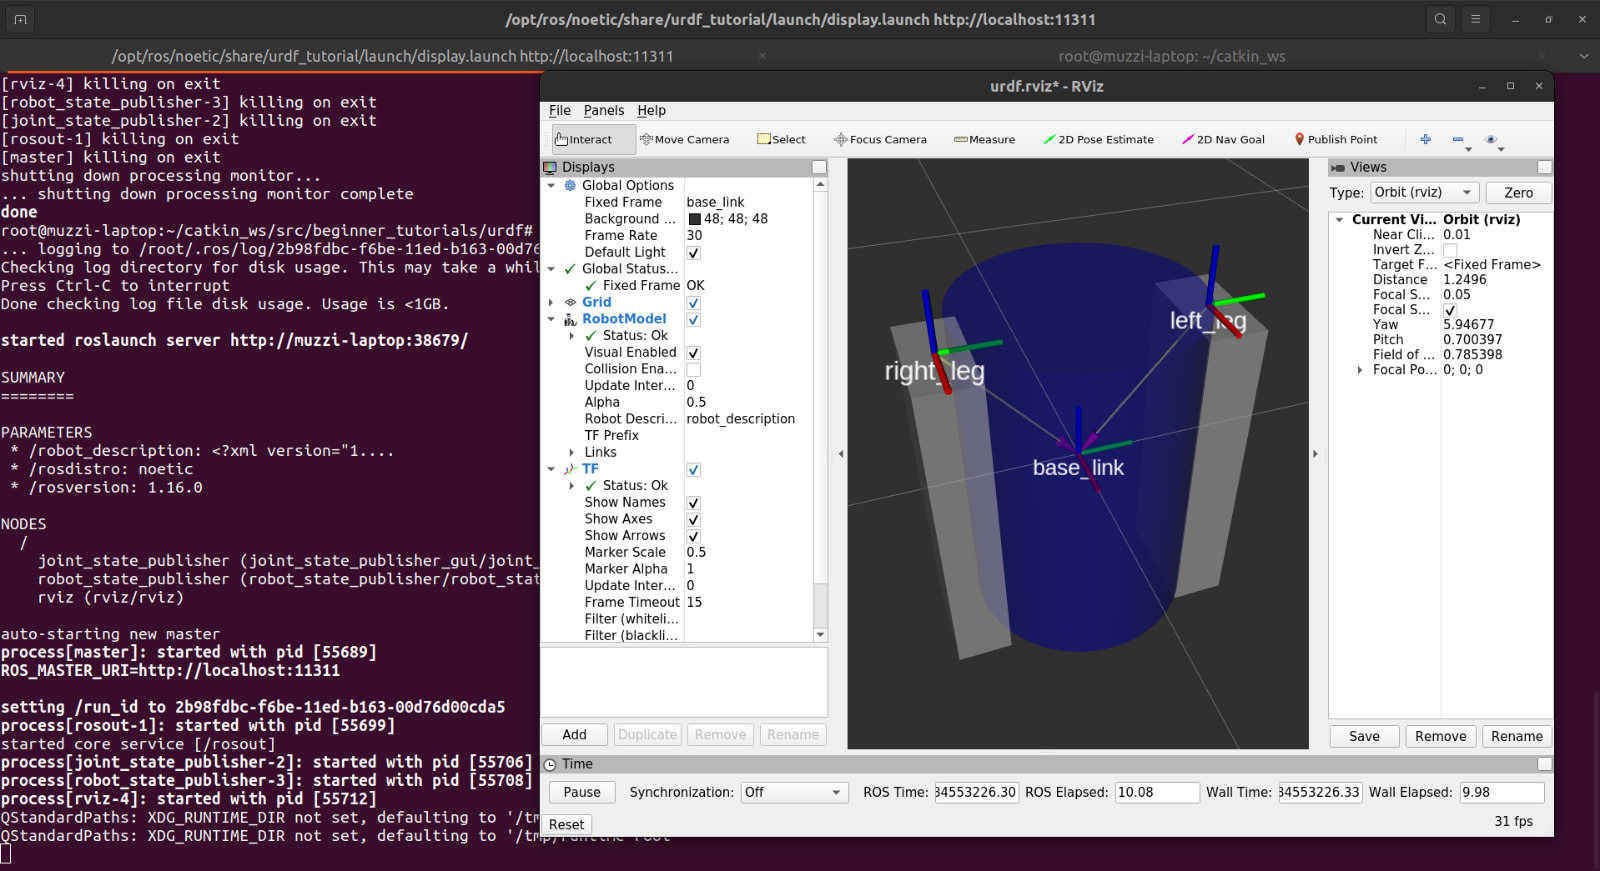 /opt/ros/noetic/share/urdf_tutorial/launch/display.launch http://localhost:11311
/opt/ros/noetic/share/urdf_tutorial/launch/display.launch http://localhost:11311
root@muzzi-laptop: ~/catkin_ws
[rviz-4] killing on exit
[robot_state_publisher-3] killing on exit
[joint_state_publisher-2] killing on exit
[rosout-1] killing on exit
[master] killing on exit
shutting down processing monitor...
... shutting down processing monitor complete
done
root@muzzi-laptop:~/catkin_ws/src/beginner_tutorials/urdf#
... logging to /root/.ros/log/2b98fdbc-f6be-11ed-b163-00d76
Checking log directory for disk usage. This may take a whil
Press Ctrl-C to interrupt
Done checking log file disk usage. Usage is <1GB.
started roslaunch server http://muzzi-laptop:38679/
SUMMARY
========
PARAMETERS
* /robot_description: <?xml version="1....
* /rosdistro: noetic
* /rosversion: 1.16.0
NODES
/
joint_state_publisher (joint_state_publisher_gui/joint_
robot_state_publisher (robot_state_publisher/robot_stat
rviz (rviz/rviz)
auto-starting new master
process[master]: started with pid [55689]
ROS_MASTER_URI=http://localhost:11311
setting /run_id to 2b98fdbc-f6be-11ed-b163-00d76d00cda5
process[rosout-1]: started with pid [55699]
started core service [/rosout]
process[joint_state_publisher-2]: started with pid [55706]
process[robot_state_publisher-3]: started with pid [55708]
process[rviz-4]: started with pid [55712]
QStandardPaths: XDG_RUNTIME_DIR not set, defaulting to '/tm
QStandardPaths: XDG_RUNTIME_DIR not set, defaulting to '/tmp/runtime-root'
urdf.rviz* - RViz
File Panels Help
Interact Move Camera Select Focus Camera Measure 2D Pose Estimate 2D Nav Goal Publish Point
Displays
Global Options
Fixed Frame base_link
Background ... 48; 48; 48
Frame Rate 30
Default Light
Global Status...
Fixed Frame OK
Grid
RobotModel
Status: Ok
Visual Enabled
Collision Ena...
Update Inter... 0
Alpha 0.5
Robot Descri... robot_description
TF Prefix
Links
TF
Status: Ok
Show Names
Show Axes
Show Arrows
Marker Scale 0.5
Marker Alpha 1
Update Inter... 0
Frame Timeout 15
Filter (whiteli...
Filter (blackli...
Add Duplicate Remove Rename
left_leg
right_leg
base_link
Views
Type: Orbit (rviz) Zero
Current Vi... Orbit (rviz)
Near Cli... 0.01
Invert Z...
Target F... <Fixed Frame>
Distance 1.2496
Focal S... 0.05
Focal S...
Yaw 5.94677
Pitch 0.700397
Field of ... 0.785398
Focal Po... 0; 0; 0
Save Remove Rename
Time
Pause Synchronization: Off ROS Time: 34553226.30 ROS Elapsed: 10.08 Wall Time: 34553226.33 Wall Elapsed: 9.98
Reset
31 fps